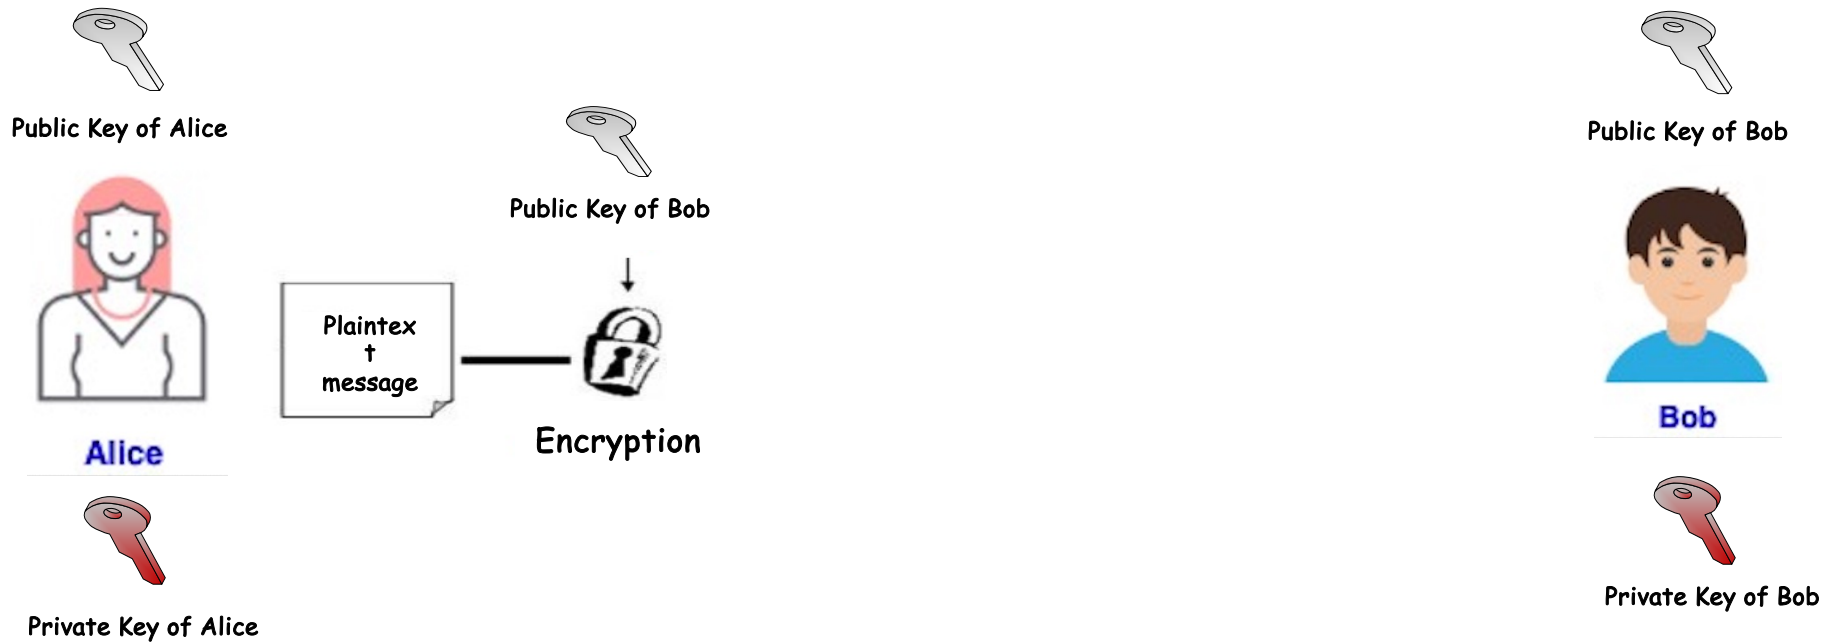 Public Key of Alice
Public Key of Bob
Public Key of Bob
Plaintex
t
message
Encryption
Alice
Bob
Private Key of Alice
Private Key of Bob